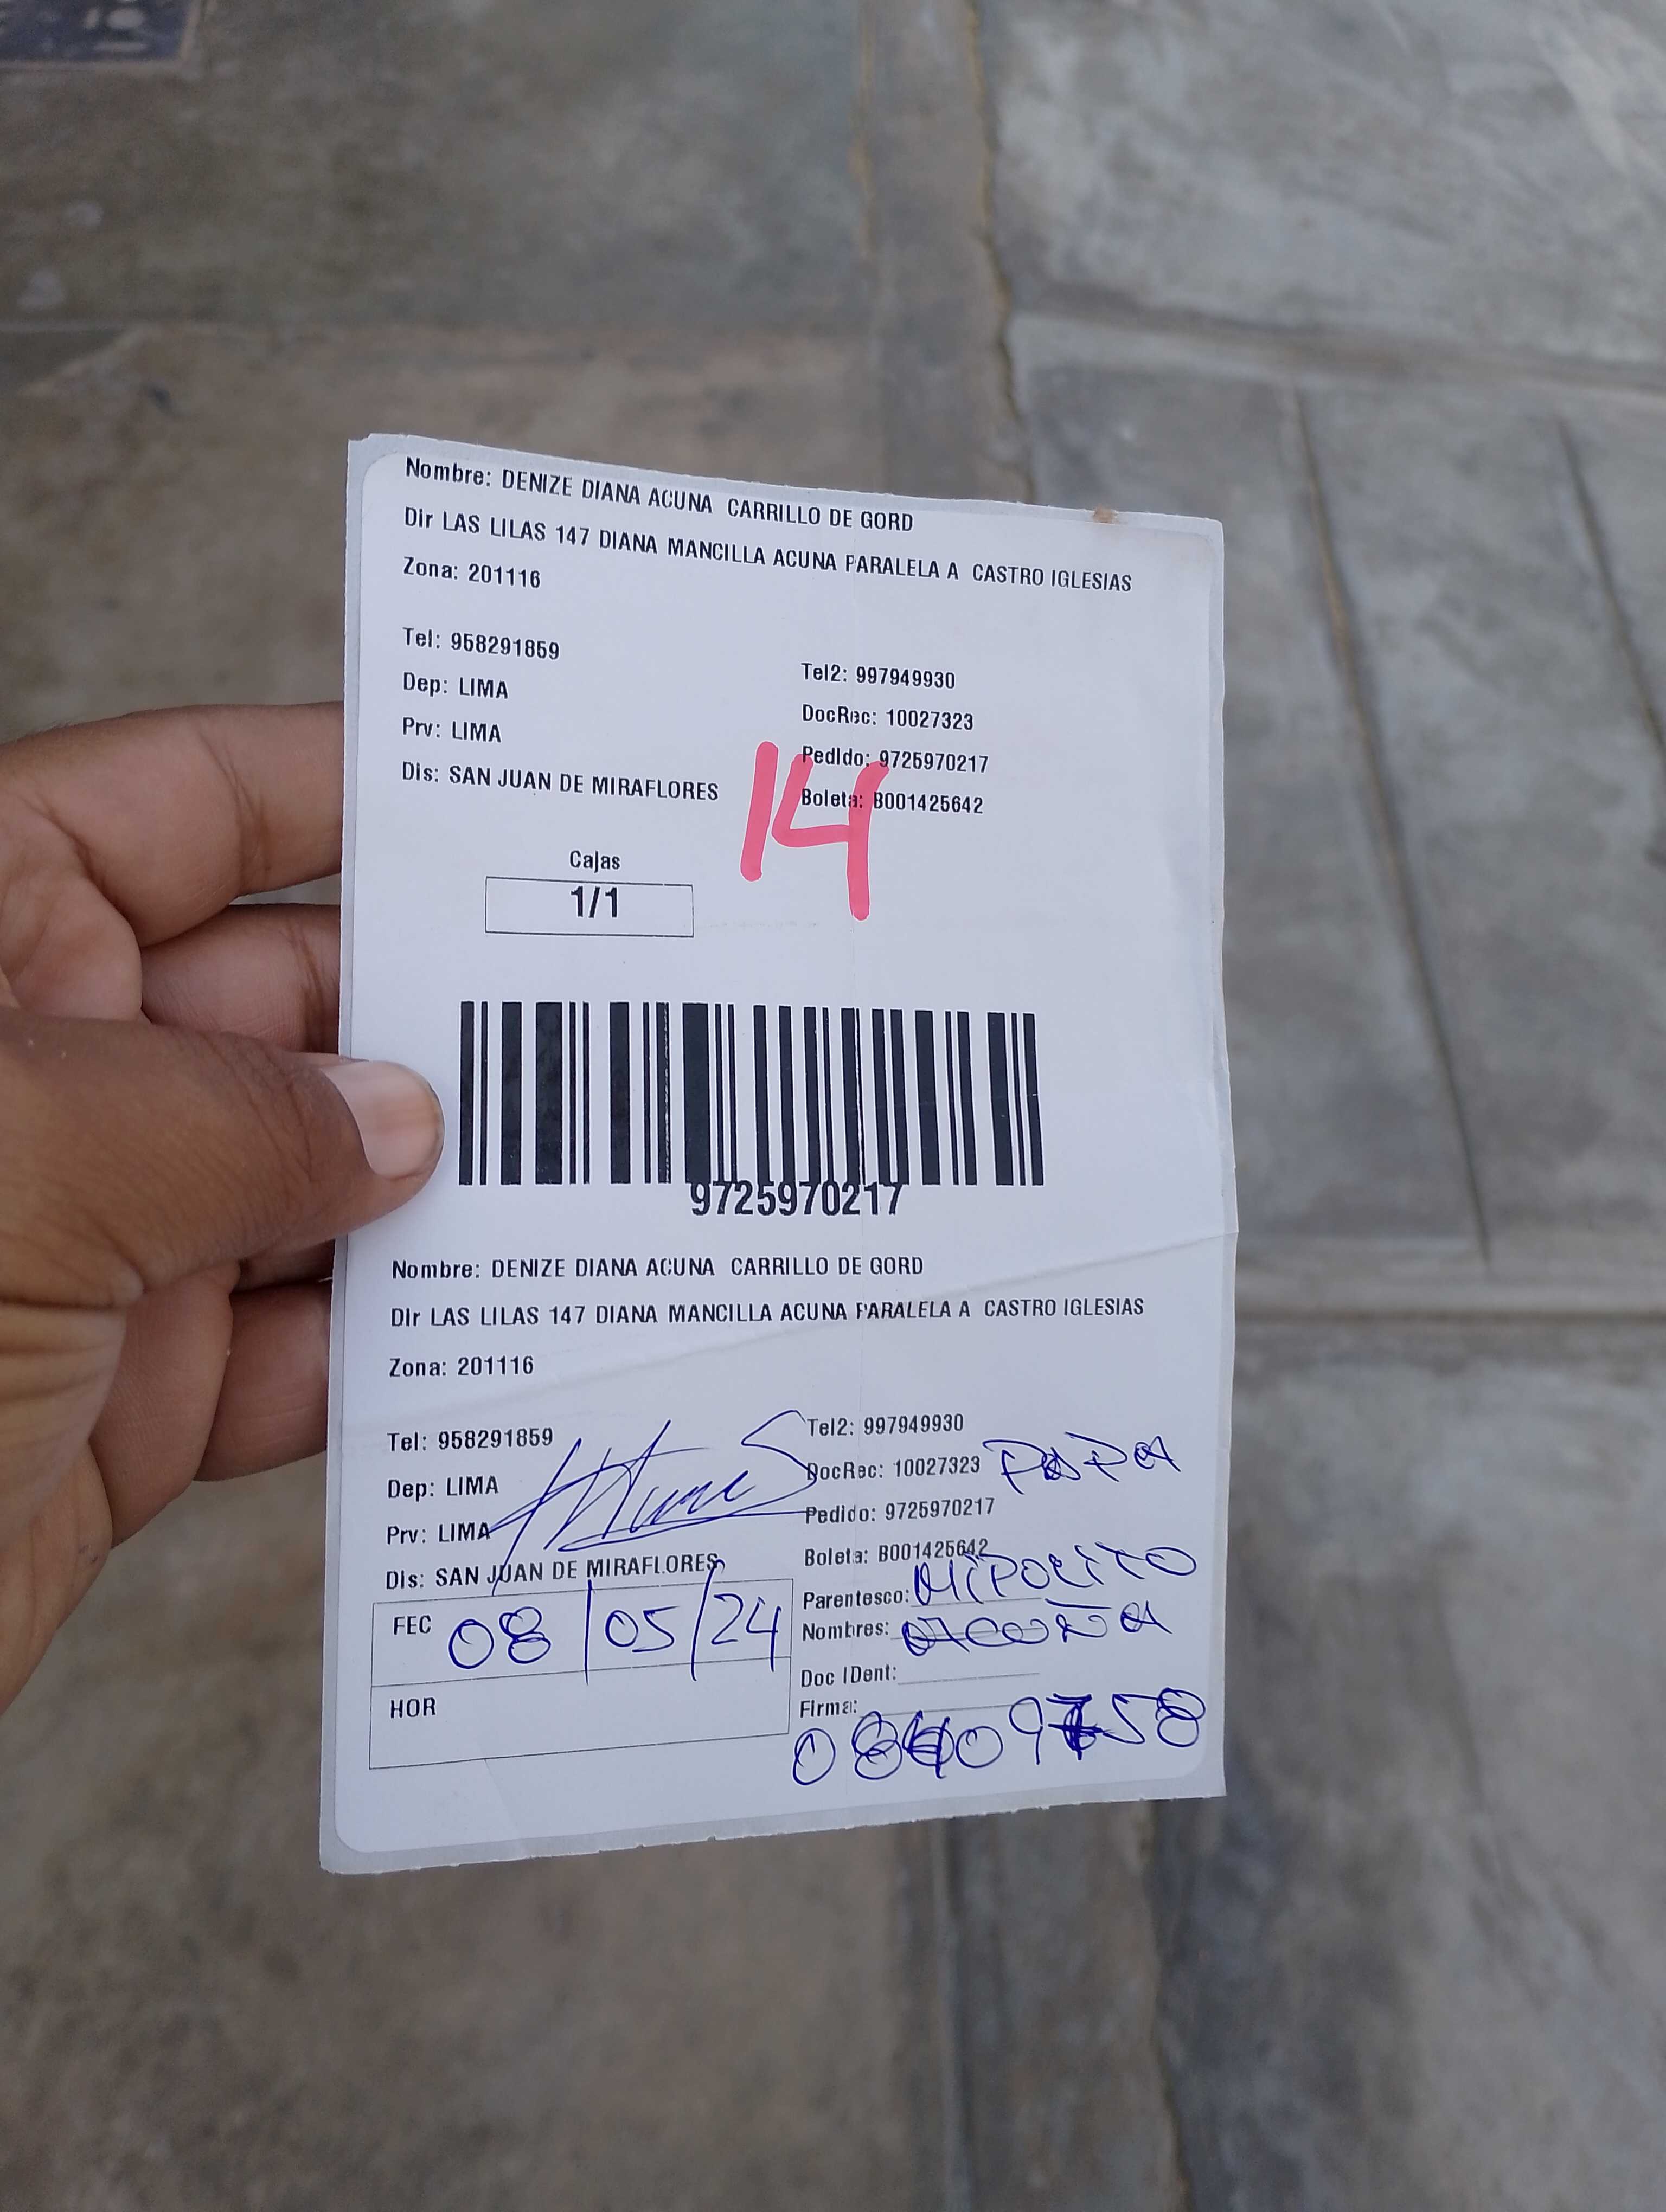 Nombre: DENIZE DIANA ACUNA CARRILLO DE GORD
Dir LAS LILAS 147 DIANA MANCILLA ACUNA PARALELA A CASTRO IGLESIAS
Zona: 201116
Tel: 958291859
Tel2: 997949930
Dep: LIMA
DocRec: 10027323
Prv: LIMA
Pedido: 9725970217
Dis: SAN JUAN DE MIRAFLORES
Boleta: B001425642
14
Cajas
1/1
9725970217
Nombre: DENIZE DIANA ACUNA CARRILLO DE GORD
Dir LAS LILAS 147 DIANA MANCILLA ACUNA PARALELA A CASTRO IGLESIAS
Zona: 201116
Tel: 958291859
Tel2: 997949930
Dep: LIMA
DocRec: 10027323 PAPA
Prv: LIMA
Pedido: 9725970217
Dis: SAN JUAN DE MIRAFLORES
Boleta: B001425642
Parentesco: HIPOLITO
Nombres: ACUÑA
Doc IDent:
Firma:
FEC 08/05/24
HOR